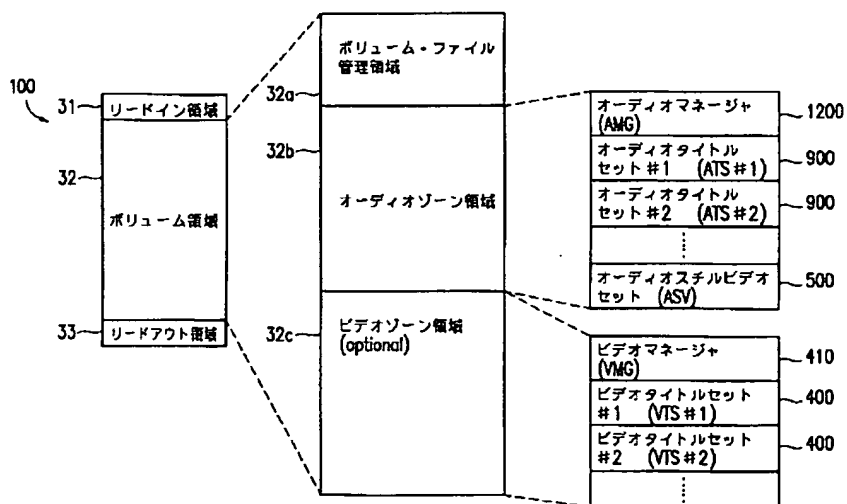 100
31
リードイン領域
32
ボリューム領域
33
リードアウト領域
32a
ボリューム・ファイル
管理領域
32b
オーディオゾーン領域
32c
ビデオゾーン領域
(optional)
オーディオマネージャ
(AMG)
1200
オーディオタイトル
セット#1 (ATS#1)
900
オーディオタイトル
セット#2 (ATS#2)
900
オーディオスチルビデオ
セット (ASV)
500
ビデオマネージャ
(VMG)
410
ビデオタイトルセット
#1 (VTS#1)
400
ビデオタイトルセット
#2 (VTS#2)
400